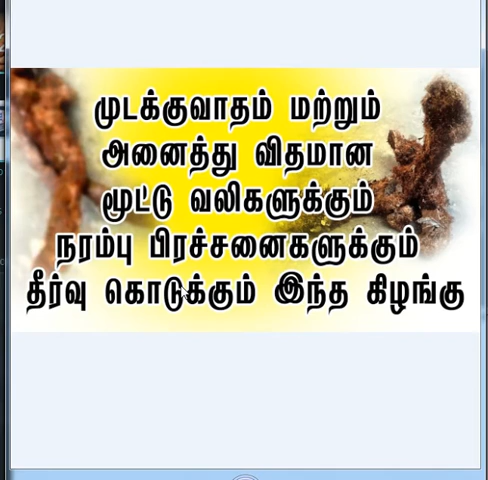 முடக்குவாதம் மற்றும்
அனைத்து விதமான
மூட்டு வலிகளுக்கும்
நரம்பு பிரச்சனைகளுக்கும்
தீர்வு கொடுக்கும் இந்த கிழங்கு